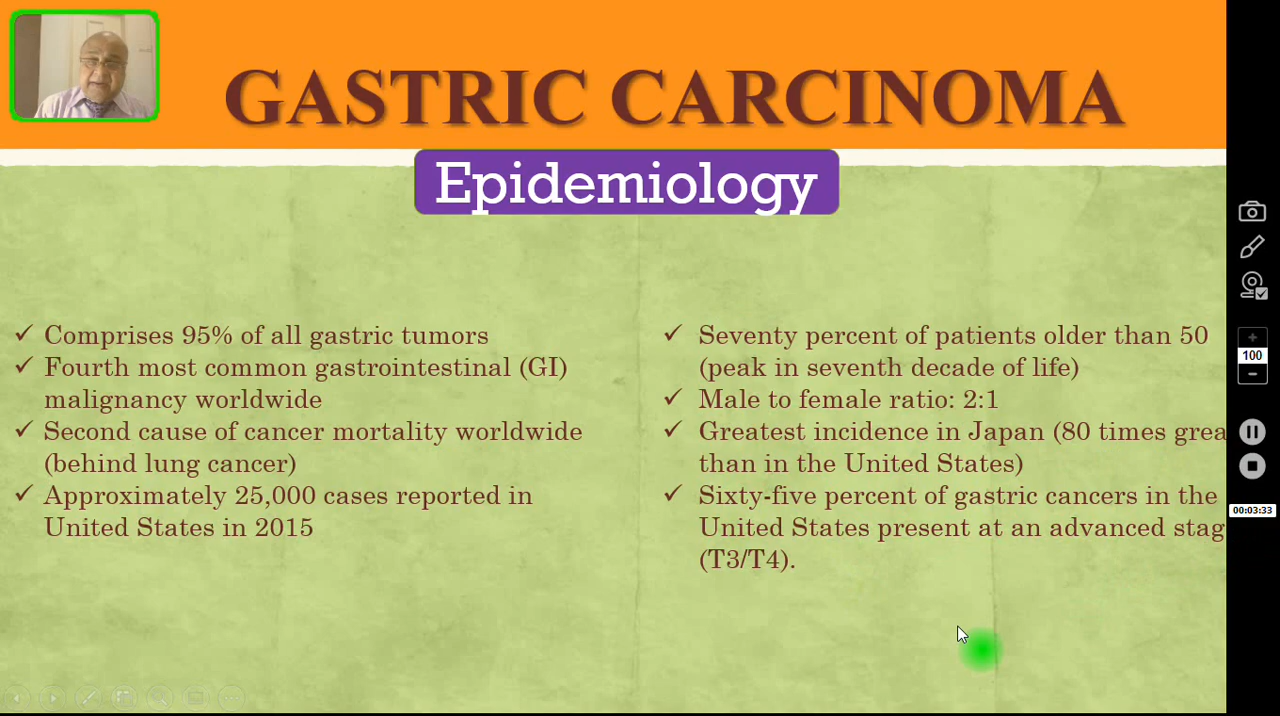 GASTRIC CARCINOMA
Epidemiology
✓ Comprises 95% of all gastric tumors
✓ Fourth most common gastrointestinal (GI)
malignancy worldwide
✓ Second cause of cancer mortality worldwide
(behind lung cancer)
✓ Approximately 25,000 cases reported in
United States in 2015
✓ Seventy percent of patients older than 50
(peak in seventh decade of life)
✓ Male to female ratio: 2:1
✓ Greatest incidence in Japan (80 times grea
than in the United States)
✓ Sixty-five percent of gastric cancers in the
United States present at an advanced stag
(T3/T4).
100
00:03:33